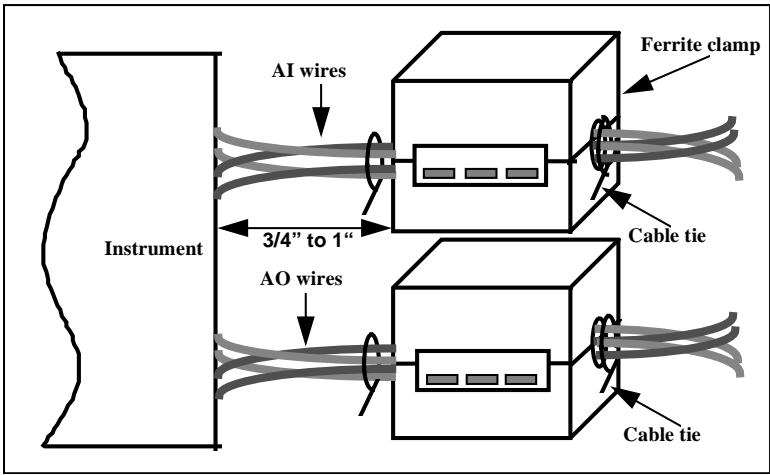 Ferrite clamp
AI wires
Cable tie
3/4” to 1“
Instrument
AO wires
Cable tie